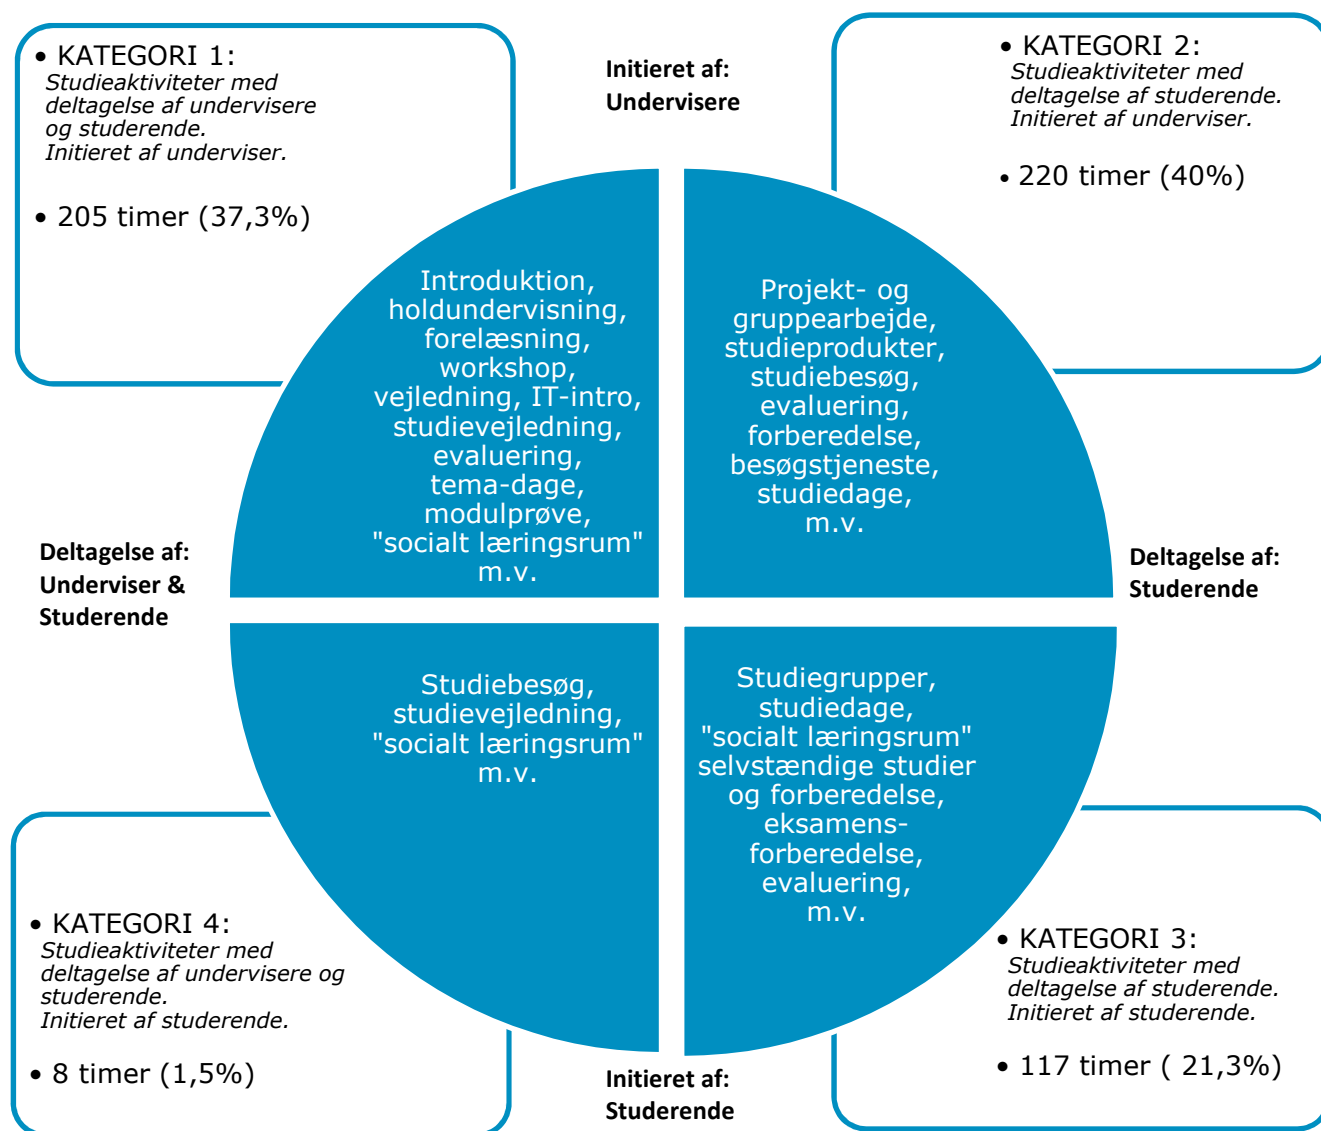 • KATEGORI 1:
Studieaktiviteter med
deltagelse af undervisere
og studerende.
Initieret af underviser.
• 205 timer (37,3%)
Initieret af:
Undervisere
• KATEGORI 2:
Studieaktiviteter med
deltagelse af studerende.
Initieret af underviser.
• 220 timer (40%)
Introduktion,
holdundervisning,
forelæsning,
workshop,
vejledning, IT-intro,
studievejledning,
evaluering,
tema-dage,
modulprøve,
"socialt læringsrum"
m.v.
Projekt- og
gruppearbejde,
studieprodukter,
studiebesøg,
evaluering,
forberedelse,
besøgstjeneste,
studiedage,
m.v.
Deltagelse af:
Underviser &
Studerende
Deltagelse af:
Studerende
Studiebesøg,
studievejledning,
"socialt læringsrum"
m.v.
Studiegrupper,
studiedage,
"socialt læringsrum"
selvstændige studier
og forberedelse,
eksamens-
forberedelse,
evaluering,
m.v.
• KATEGORI 4:
Studieaktiviteter med
deltagelse af undervisere og
studerende.
Initieret af studerende.
• 8 timer (1,5%)
Initieret af:
Studerende
• KATEGORI 3:
Studieaktiviteter med
deltagelse af studerende.
Initieret af studerende.
• 117 timer ( 21,3%)